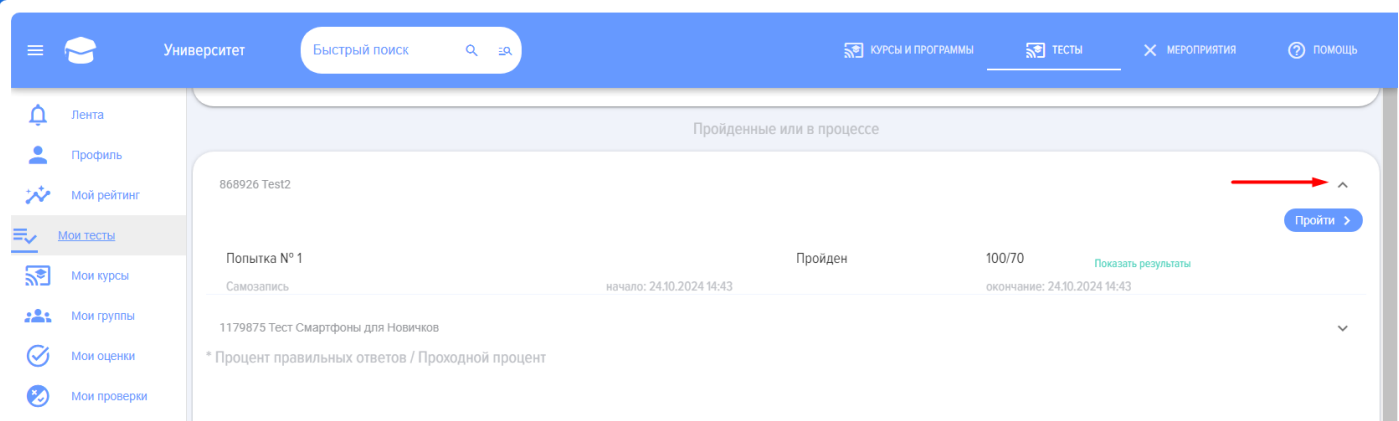 Университет
Быстрый поиск
КУРСЫ И ПРОГРАММЫ
ТЕСТЫ
МЕРОПРИЯТИЯ
ПОМОЩЬ
Лента
Профиль
Мой рейтинг
Мои тесты
Мои курсы
Мои группы
Мои оценки
Мои проверки
Пройденные или в процессе
868926 Test2
Пройти
Попытка № 1 Пройден 100/70 Показать результаты
Самозапись начало: 24.10.2024 14:43 окончание: 24.10.2024 14:43
1179875 Тест Смартфоны для Новичков
* Процент правильных ответов / Проходной процент